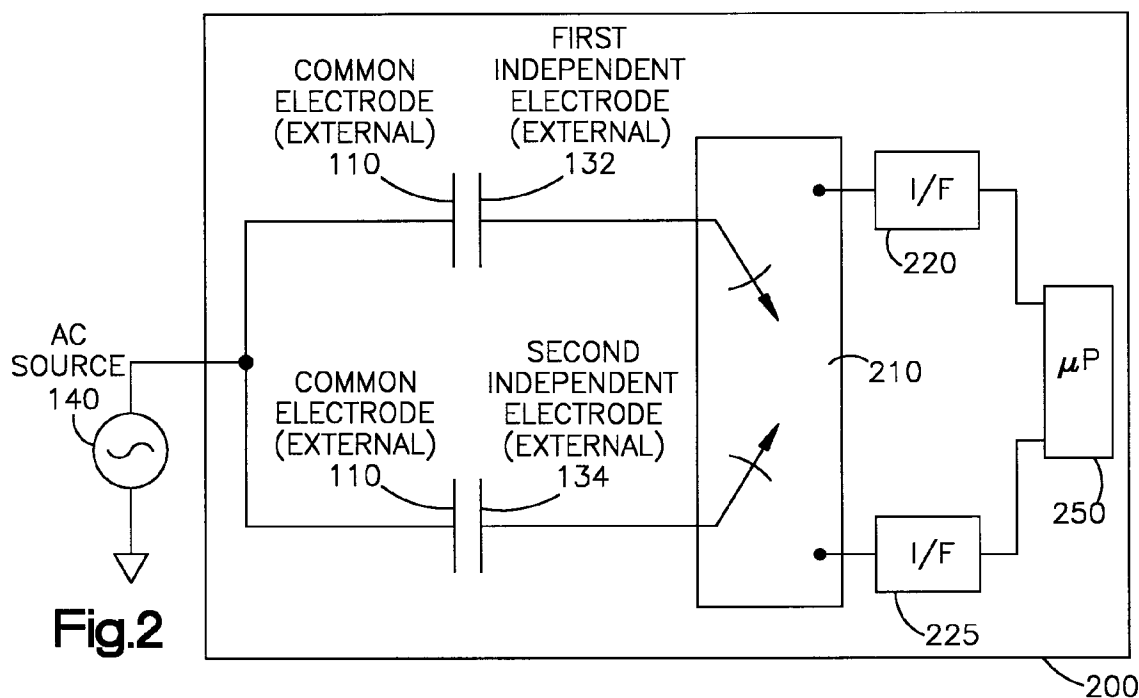 FIRST
INDEPENDENT
ELECTRODE
(EXTERNAL)
132
COMMON
ELECTRODE
(EXTERNAL)
110
I/F
220
AC
SOURCE
140
SECOND
INDEPENDENT
ELECTRODE
(EXTERNAL)
134
COMMON
ELECTRODE
(EXTERNAL)
110
210
μP
250
I/F
225
Fig.2
200